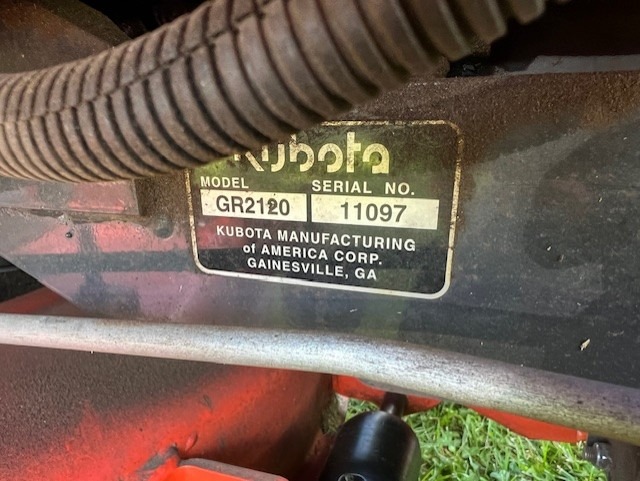 Kubota
MODEL SERIAL NO.
GR2120 11097
KUBOTA MANUFACTURING
of AMERICA CORP.
GAINESVILLE, GA